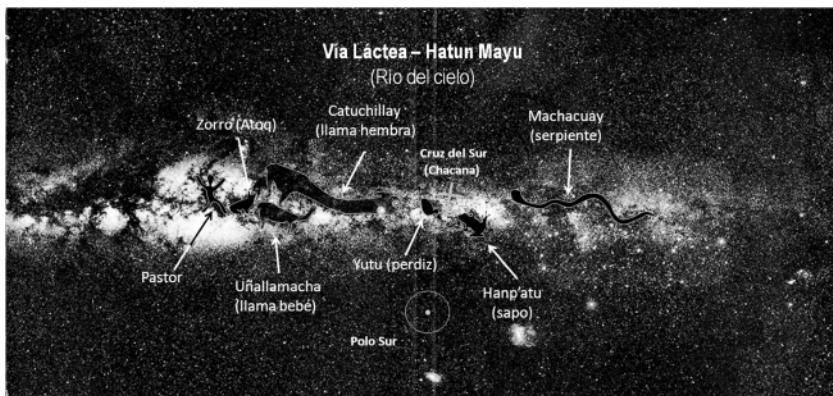 Vía Láctea – Hatun Mayu
(Río del cielo)
Zorro (Atoq)
Catuchillay
(llama hembra)
Cruz del Sur
(Chacana)
Machacuay
(serpiente)
Pastor
Uñallamacha
(llama bebé)
Yutu (perdiz)
Hanp'atu
(sapo)
Polo Sur